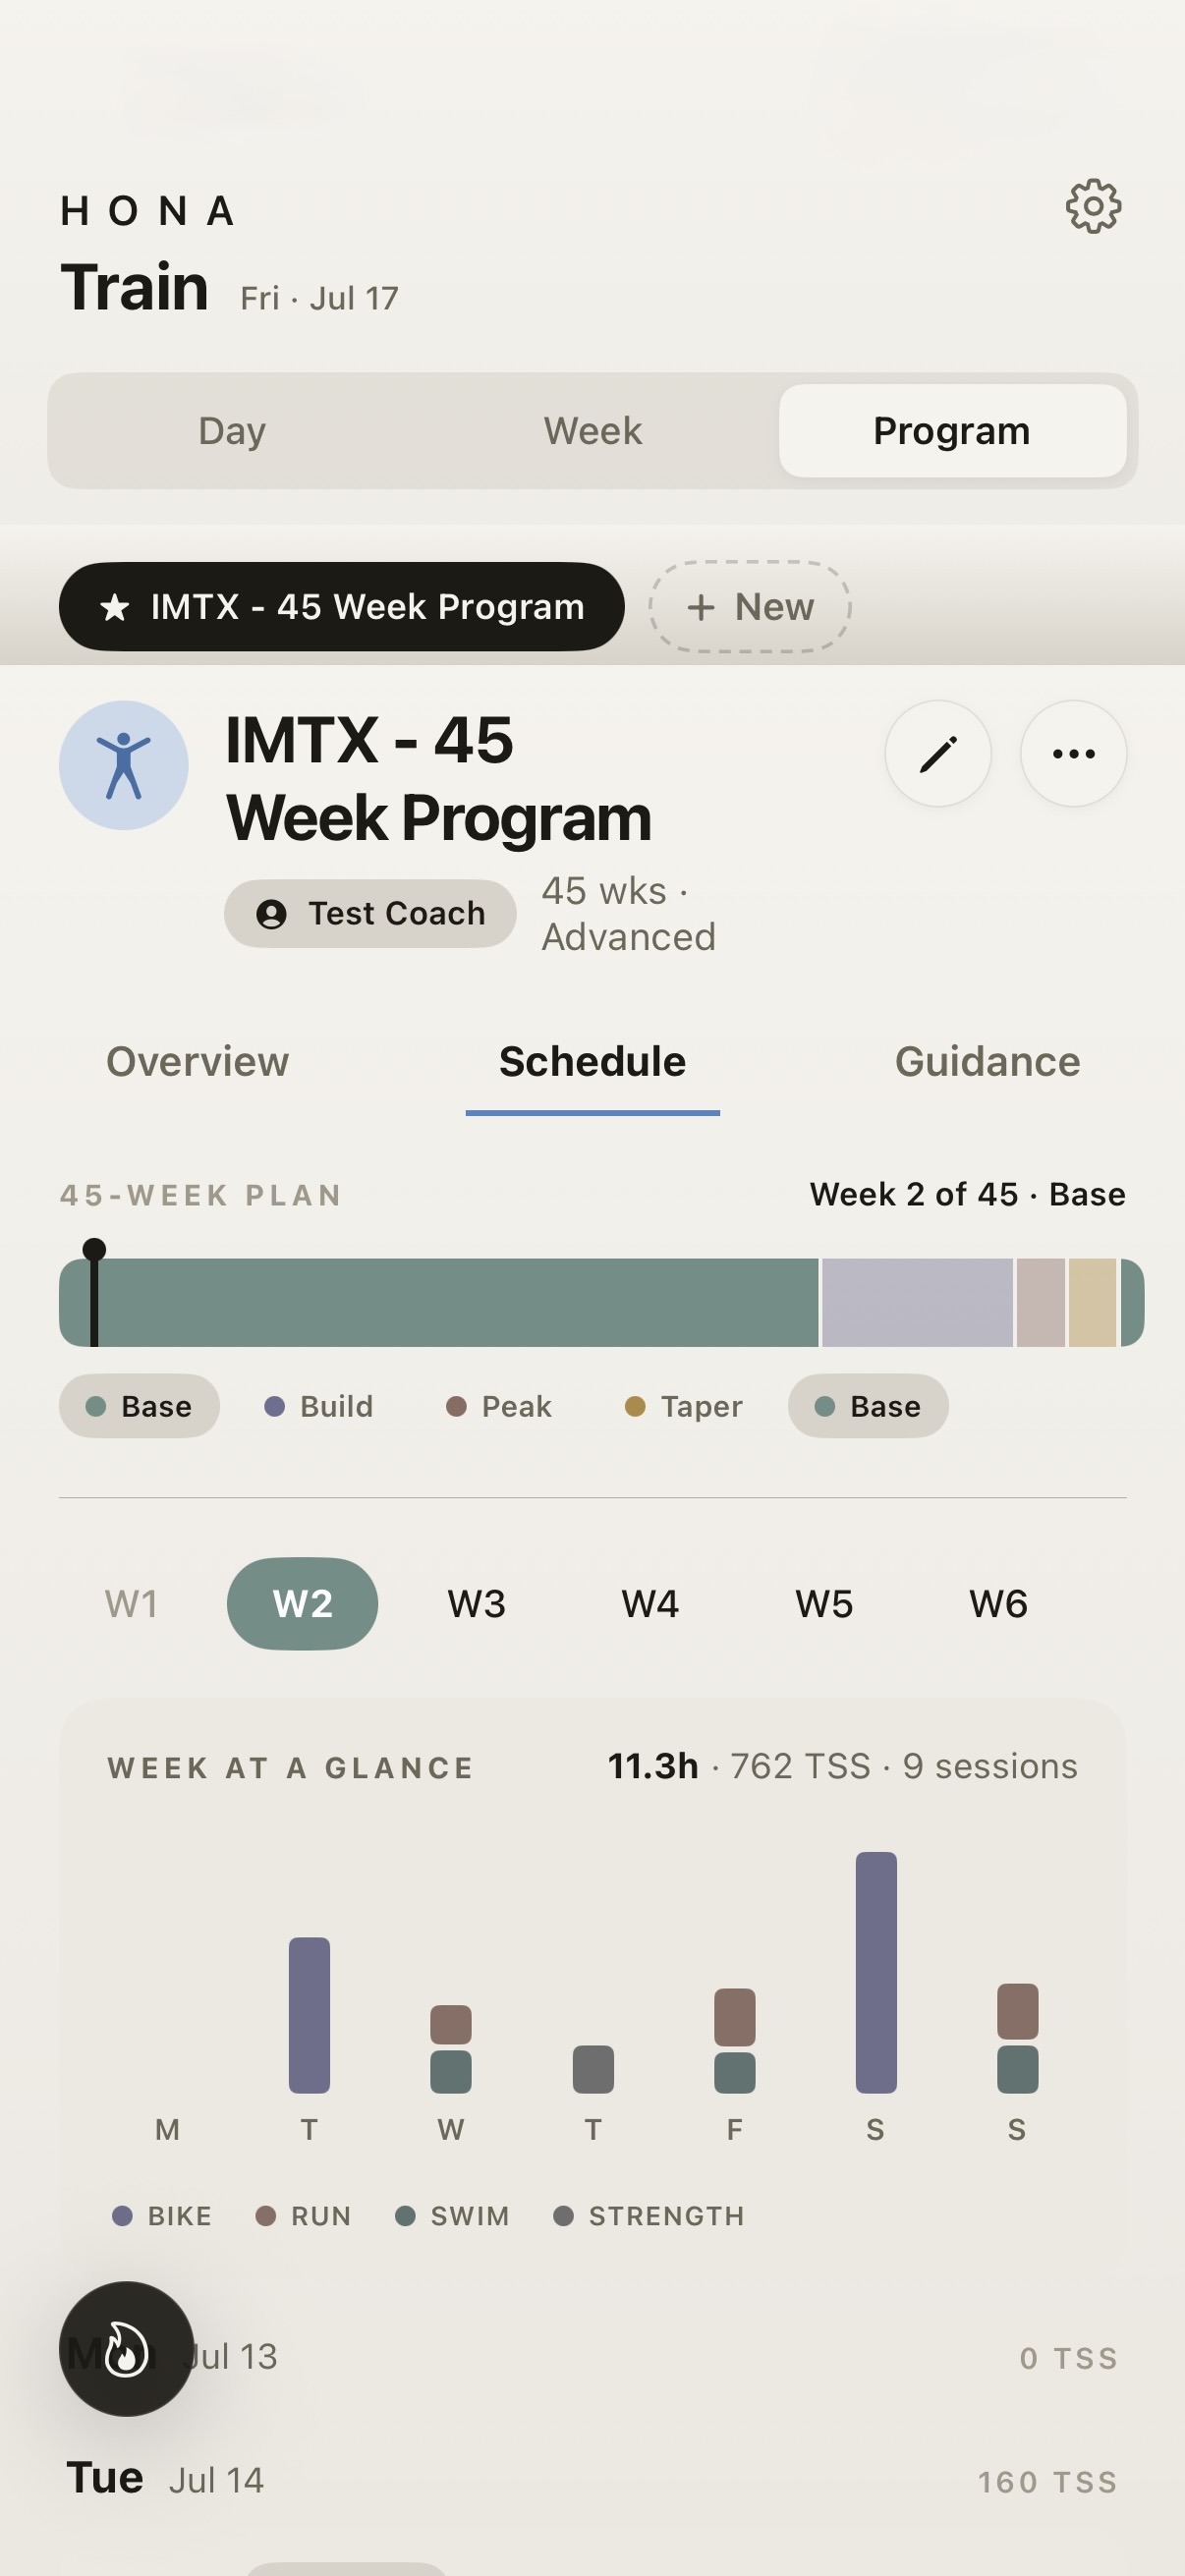 HONA
Train Fri · Jul 17
Day Week Program
IMTX - 45 Week Program + New
IMTX - 45
Week Program
Test Coach 45 wks ·
Advanced
Overview Schedule Guidance
45-WEEK PLAN Week 2 of 45 · Base
Base Build Peak Taper Base
W1 W2 W3 W4 W5 W6
WEEK AT A GLANCE 11.3h · 762 TSS · 9 sessions
M T W T F S S
BIKE RUN SWIM STRENGTH
Mon Jul 13 0 TSS
Tue Jul 14 160 TSS